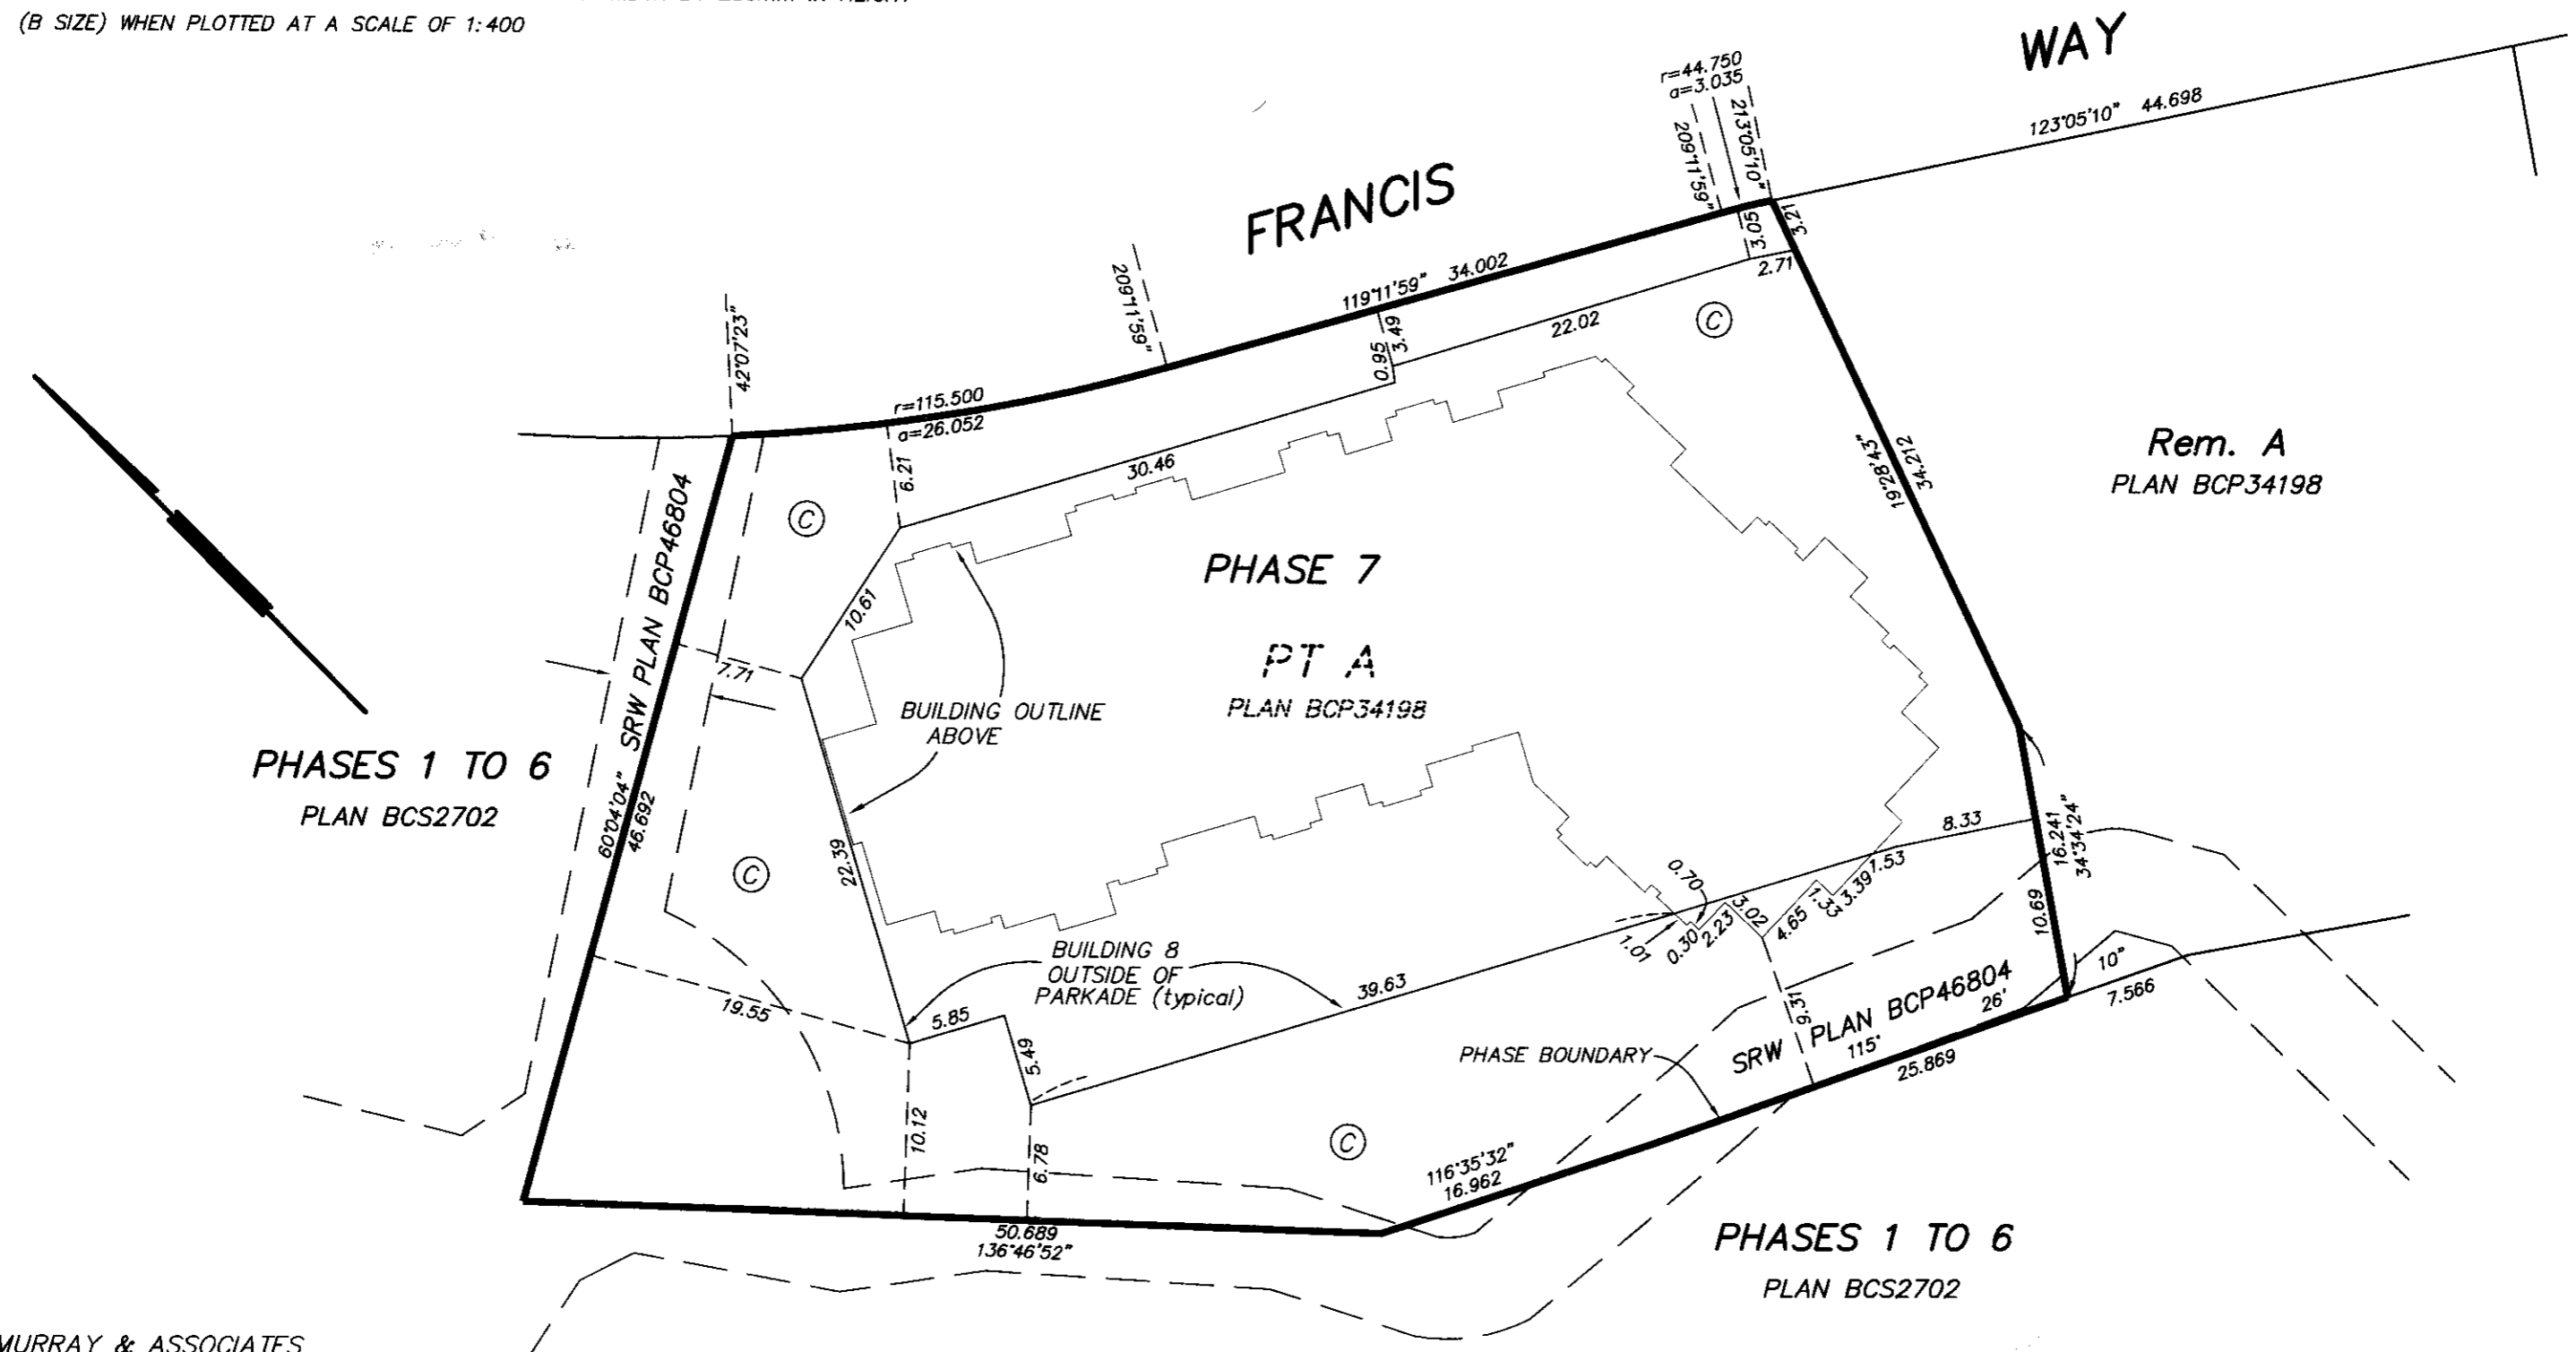 (B SIZE) WHEN PLOTTED AT A SCALE OF 1:400
WAY
r=44.750
a=3.035
209°11'59"
213°05'10"
123°05'10" 44.698
FRANCIS
3.05
3.21
2.71
209°11'59"
119°11'59" 34.002
3.49
0.95
22.02
C
42°07'23"
r=115.500
a=26.052
6.21
30.46
C
SRW PLAN BCP46804
19°28'43"
34.212
Rem. A
PLAN BCP34198
PHASE 7
PT A
PLAN BCP34198
10.61
7.71
BUILDING OUTLINE
ABOVE
PHASES 1 TO 6
PLAN BCS2702
60°04'04"
46.692
C
22.39
8.33
16.241
34°34'24"
0.70
1.53
3.39
1.33
3.02
4.65
2.23
0.30
1.01
10.69
BUILDING 8
OUTSIDE OF
PARKADE (typical)
39.63
19.55
5.85
5.49
9.31
10"
7.566
26'
SRW PLAN BCP46804
115°
25.869
PHASE BOUNDARY
10.12
6.78
C
116°35'32"
16.962
50.689
136°46'52"
PHASES 1 TO 6
PLAN BCS2702
MURRAY & ASSOCIATES